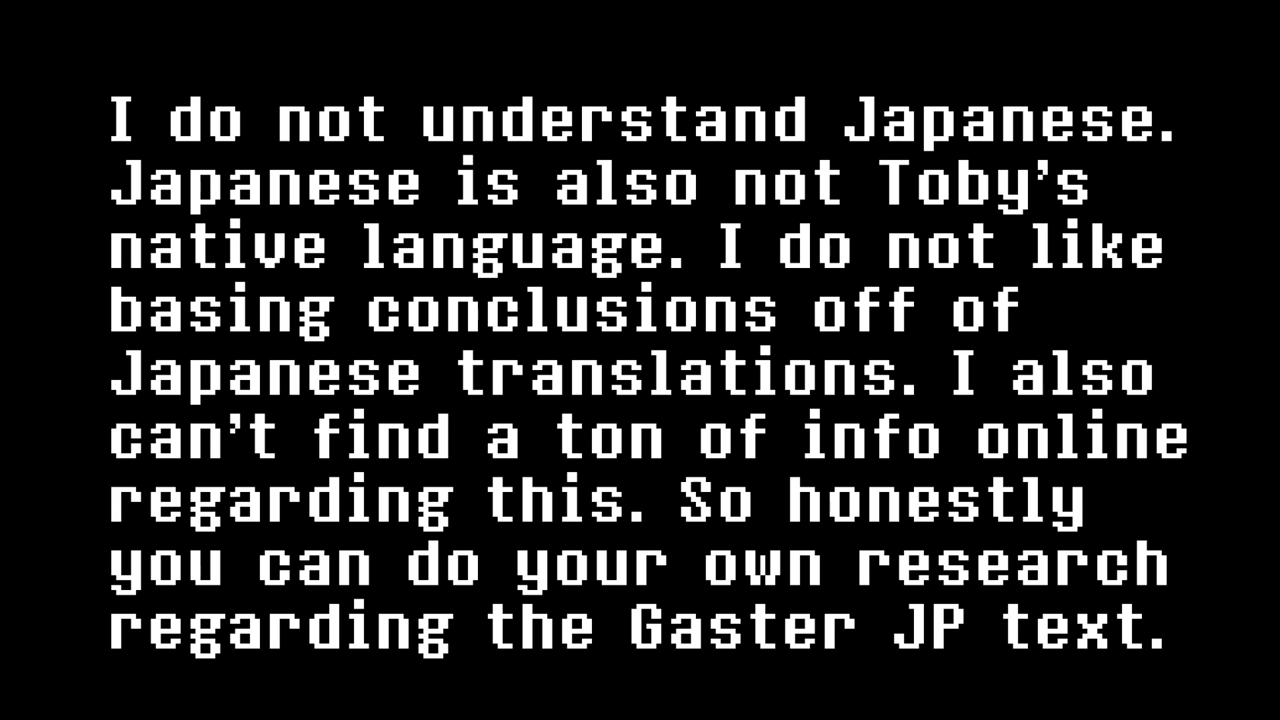 I do not understand Japanese.
Japanese is also not Toby's
native language. I do not like
basing conclusions off of
Japanese translations. I also
can't find a ton of info online
regarding this. So honestly
you can do your own research
regarding the Gaster JP text.